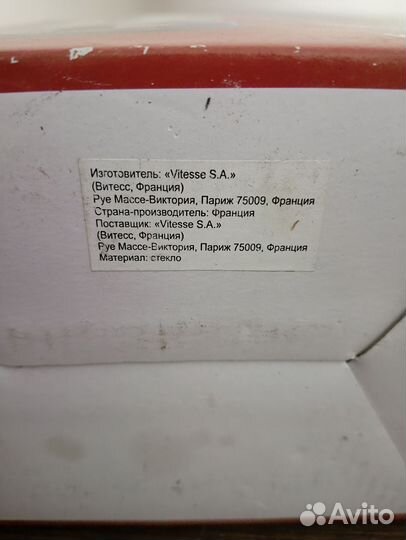 Изготовитель: «Vitesse S.A.»
(Витесс, Франция)
Руе Массе-Виктория, Париж 75009, Франция
Страна-производитель: Франция
Поставщик: «Vitesse S.A.»
(Витесс, Франция)
Руе Массе-Виктория, Париж 75009, Франция
Материал: стекло
Avito